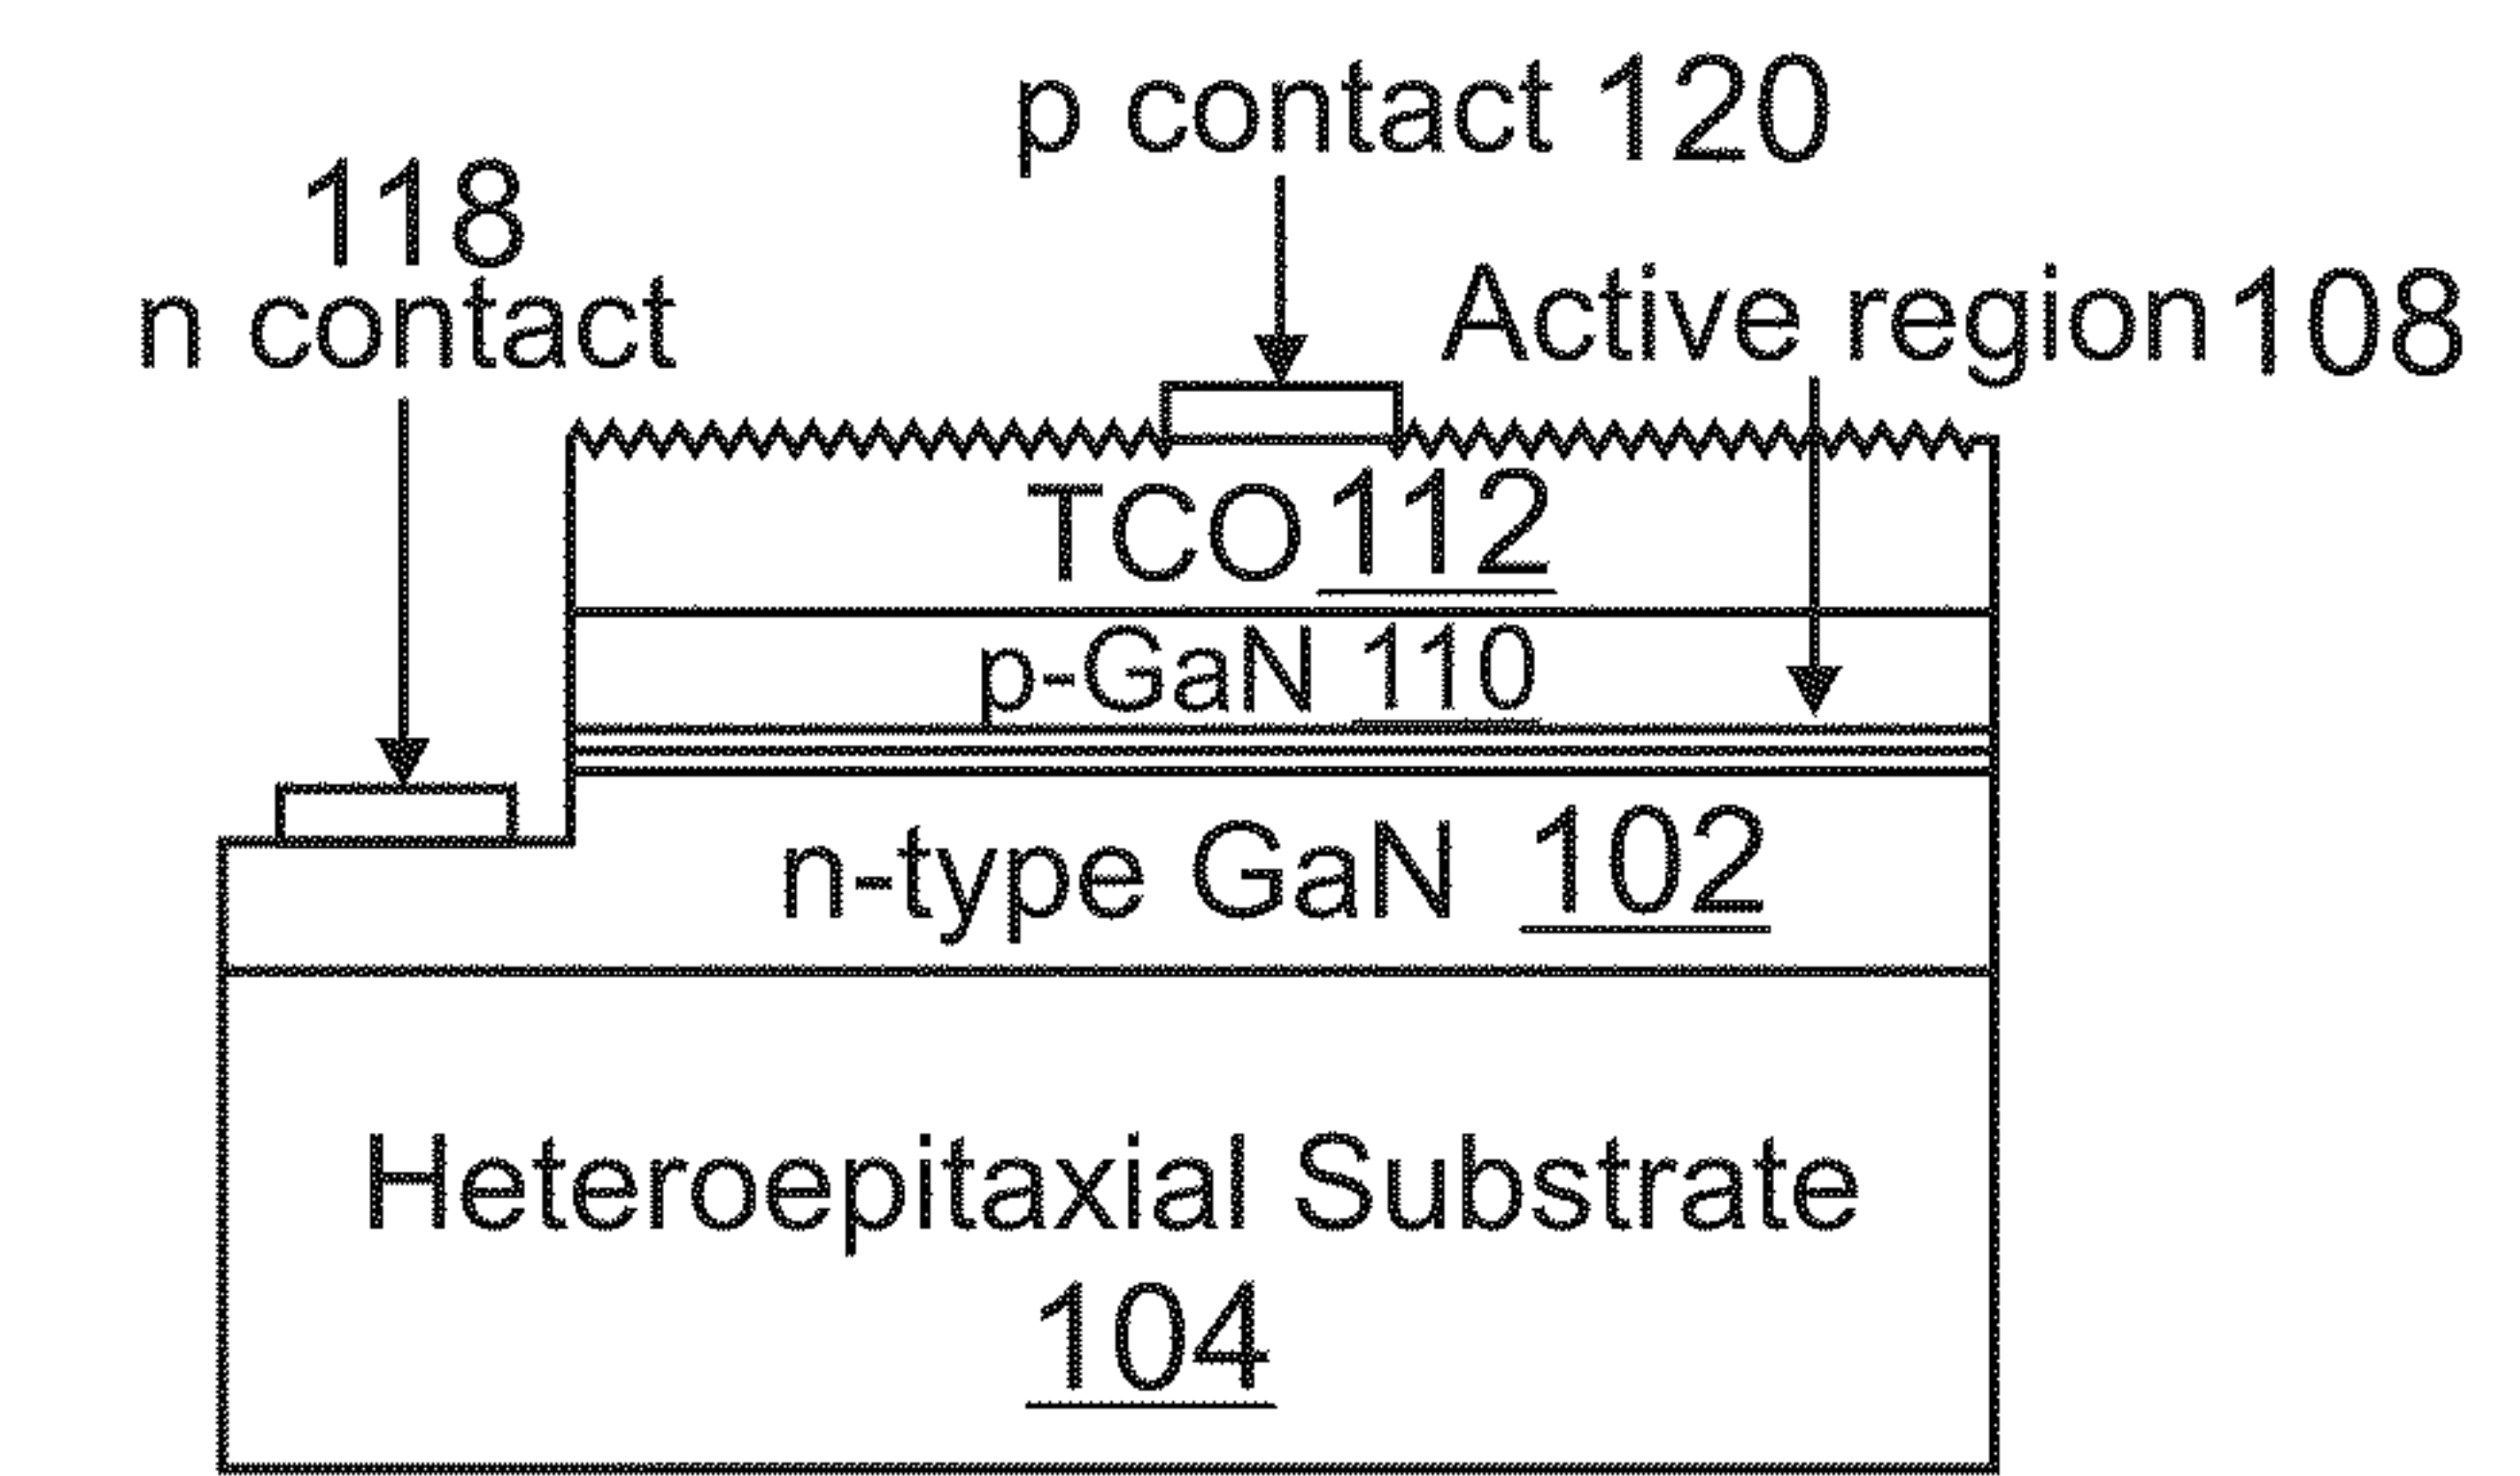 p contact 120
118
n contact
Active region 108
TCO 112
p-GaN 110
n-type GaN 102
Heteroepitaxial Substrate
104